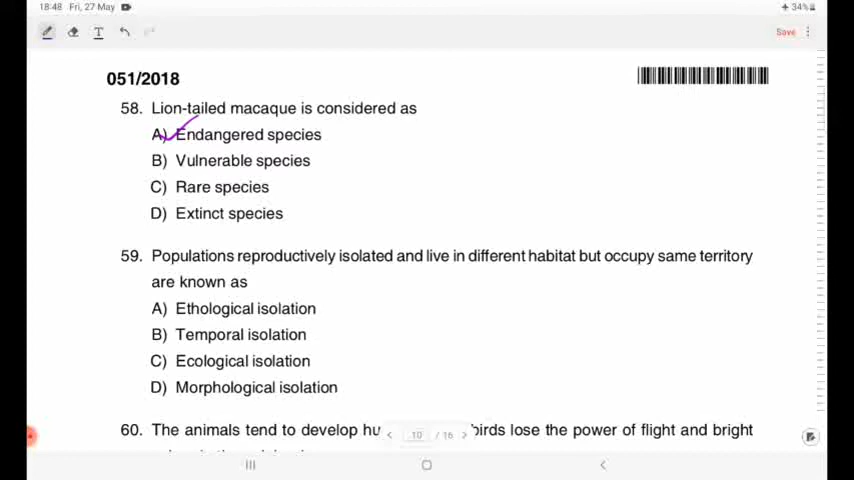 18:48 Fri, 27 May
34%
T
Save
051/2018
58. Lion-tailed macaque is considered as
A) Endangered species
B) Vulnerable species
C) Rare species
D) Extinct species
59. Populations reproductively isolated and live in different habitat but occupy same territory
are known as
A) Ethological isolation
B) Temporal isolation
C) Ecological isolation
D) Morphological isolation
60. The animals tend to develop birds lose the power of flight and bright
10 / 16